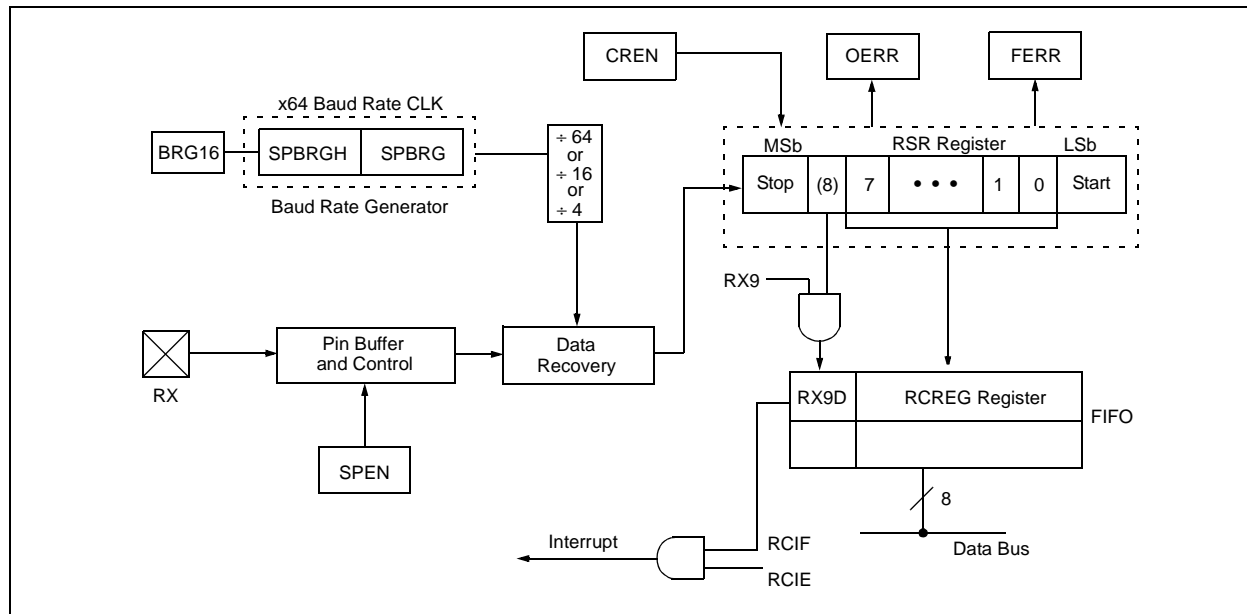 CREN
OERR
FERR
x64 Baud Rate CLK
BRG16
SPBRGH
SPBRG
Baud Rate Generator
÷ 64
or
÷ 16
or
÷ 4
MSb
RSR Register
LSb
Stop
(8)
7
• • •
1
0
Start
RX9
RX
Pin Buffer
and Control
Data
Recovery
SPEN
RX9D
RCREG Register
FIFO
8
Data Bus
Interrupt
RCIF
RCIE